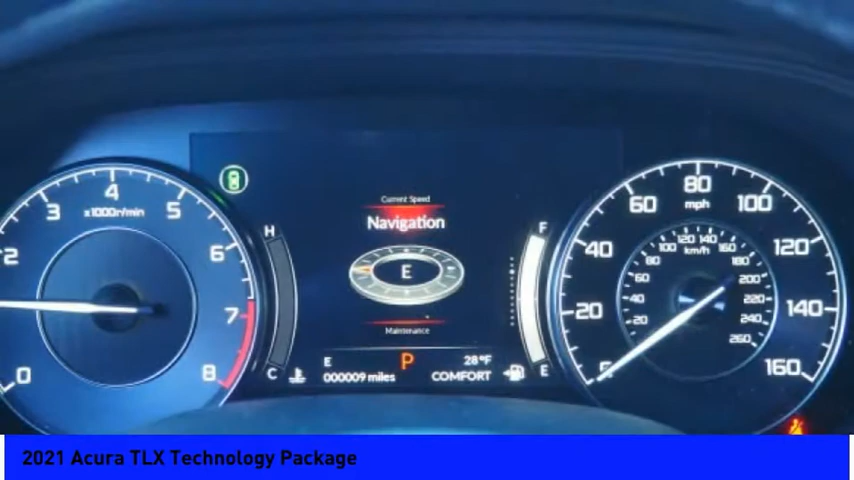 4
3
x1000r/min
5
2
6
7
0
8
H
C
Current Speed
Navigation
E
Maintenance
P
E
28°F
000009 miles
COMFORT
F
E
80
60
mph
100
40
120
20
140
160
120 140
100
160
km/h
80
180
60
200
40
220
20
240
260
2021 Acura TLX Technology Package